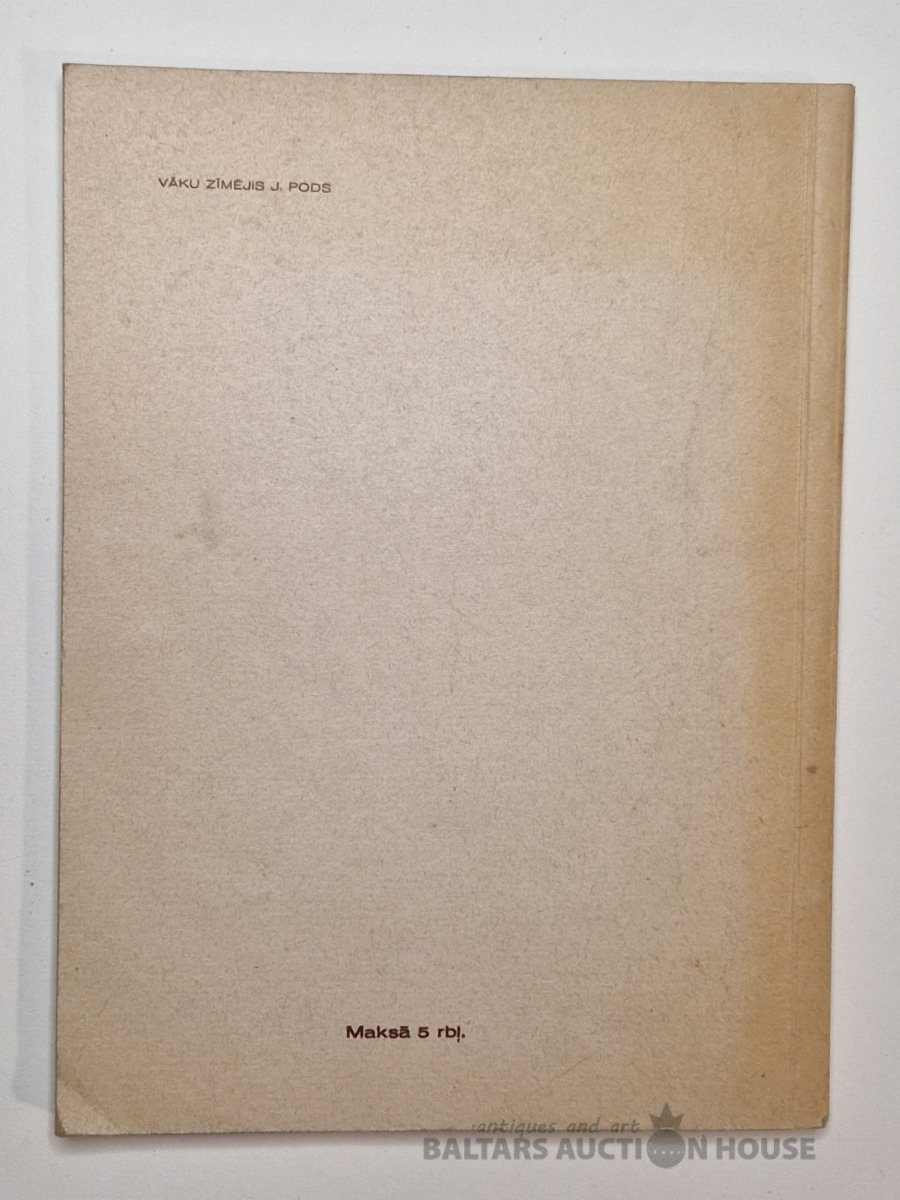 VĀKU ZĪMĒJIS J. PODS
Maksā 5 rbļ.
antiques and art
BALTARS AUCTION HOUSE